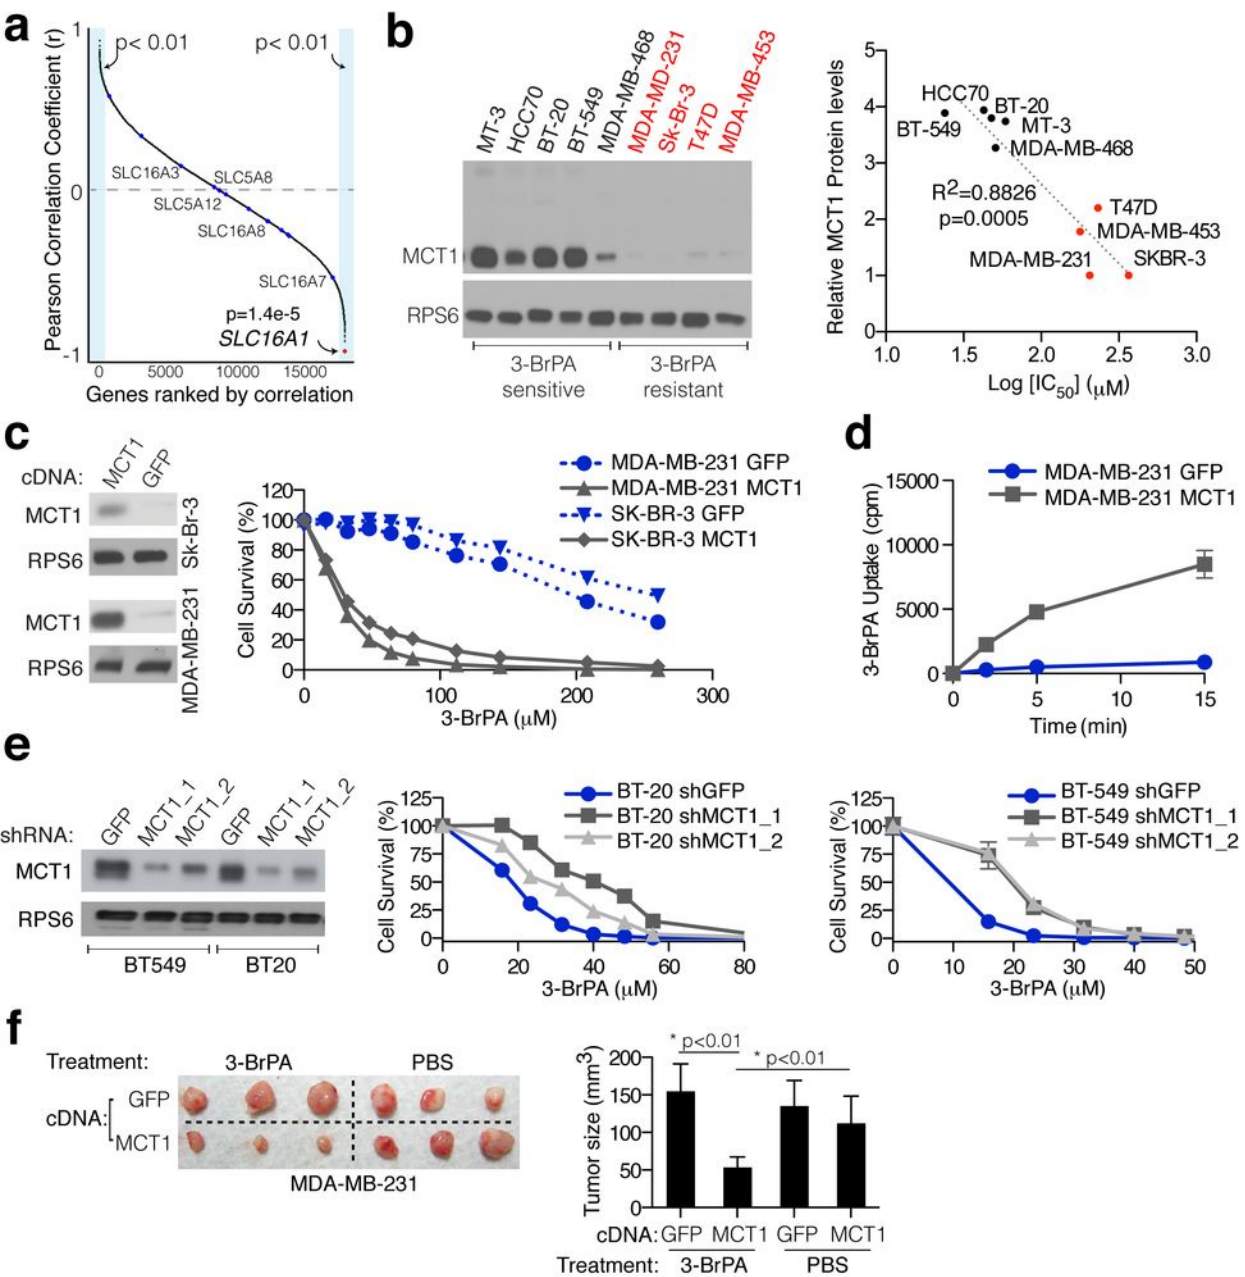 a
Pearson Correlation Coefficient (r)
1
0
-1
p< 0.01
p< 0.01
SLC16A3
SLC5A8
SLC5A12
SLC16A8
SLC16A7
p=1.4e-5
SLC16A1
0 5000 10000 15000
Genes ranked by correlation
b
MT-3
HCC70
BT-20
BT-549
MDA-MB-468
MDA-MD-231
Sk-Br-3
T47D
MDA-MB-453
MCT1
RPS6
3-BrPA
sensitive
3-BrPA
resistant
Relative MCT1 Protein levels
5
4
3
2
1
0
HCC70
BT-20
BT-549
MT-3
MDA-MB-468
R2=0.8826
p=0.0005
T47D
MDA-MB-453
MDA-MB-231
SKBR-3
1.0 1.5 2.0 2.5 3.0
Log [IC50] (μM)
c
cDNA:
MCT1
GFP
MCT1
RPS6
Sk-Br-3
MCT1
RPS6
MDA-MB-231
Cell Survival (%)
120
100
80
60
40
20
0
MDA-MB-231 GFP
MDA-MB-231 MCT1
SK-BR-3 GFP
SK-BR-3 MCT1
0 100 200 300
3-BrPA (μM)
d
3-BrPA Uptake (cpm)
15000
10000
5000
0
MDA-MB-231 GFP
MDA-MB-231 MCT1
0 5 10 15
Time (min)
e
shRNA:
GFP
MCT1_1
MCT1_2
GFP
MCT1_1
MCT1_2
MCT1
RPS6
BT549 BT20
Cell Survival (%)
125
100
75
50
25
0
BT-20 shGFP
BT-20 shMCT1_1
BT-20 shMCT1_2
0 20 40 60 80
3-BrPA (μM)
Cell Survival (%)
125
100
75
50
25
0
BT-549 shGFP
BT-549 shMCT1_1
BT-549 shMCT1_2
0 10 20 30 40 50
3-BrPA (μM)
f
Treatment: 3-BrPA PBS
cDNA:
GFP
MCT1
MDA-MB-231
Tumor size (mm3)
200
150
100
50
0
* p<0.01
* p<0.01
cDNA: GFP MCT1 GFP MCT1
Treatment: 3-BrPA PBS